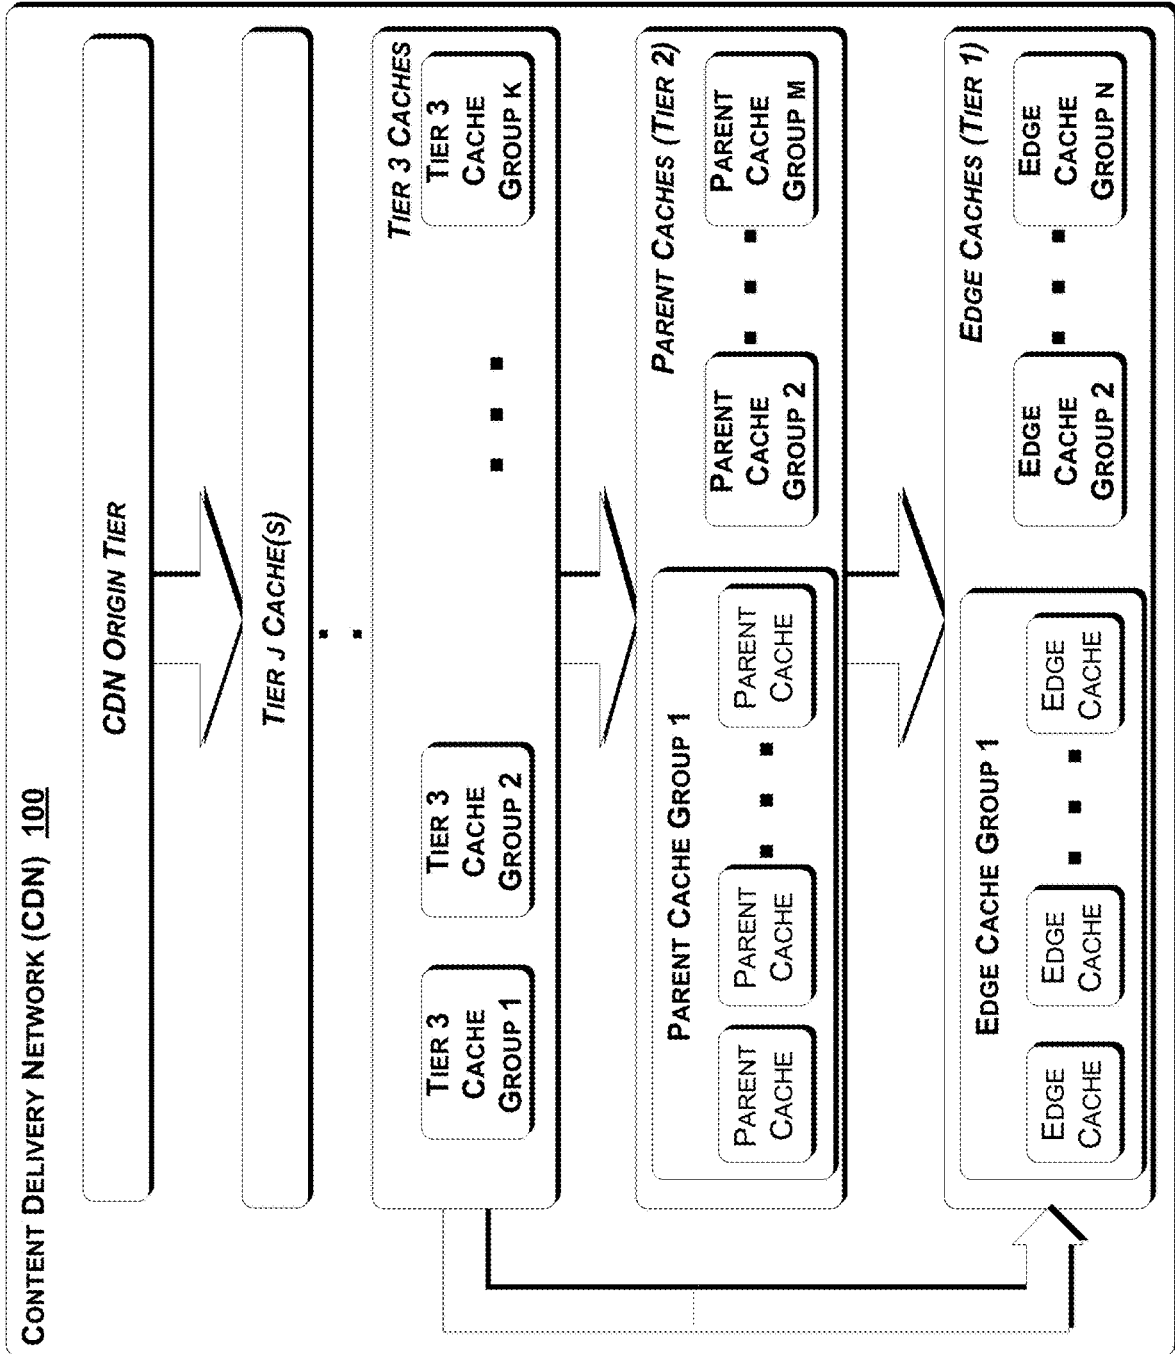 CONTENT DELIVERY NETWORK (CDN) 100
CDN ORIGIN TIER
TIER J CACHE(S)
TIER 3 CACHES
TIER 3
CACHE
GROUP 1
TIER 3
CACHE
GROUP 2
TIER 3
CACHE
GROUP K
PARENT CACHES (TIER 2)
PARENT CACHE GROUP 1
PARENT
CACHE
PARENT
CACHE
PARENT
CACHE
PARENT
CACHE
GROUP 2
PARENT
CACHE
GROUP M
EDGE CACHES (TIER 1)
EDGE CACHE GROUP 1
EDGE
CACHE
EDGE
CACHE
EDGE
CACHE
EDGE
CACHE
GROUP 2
EDGE
CACHE
GROUP N